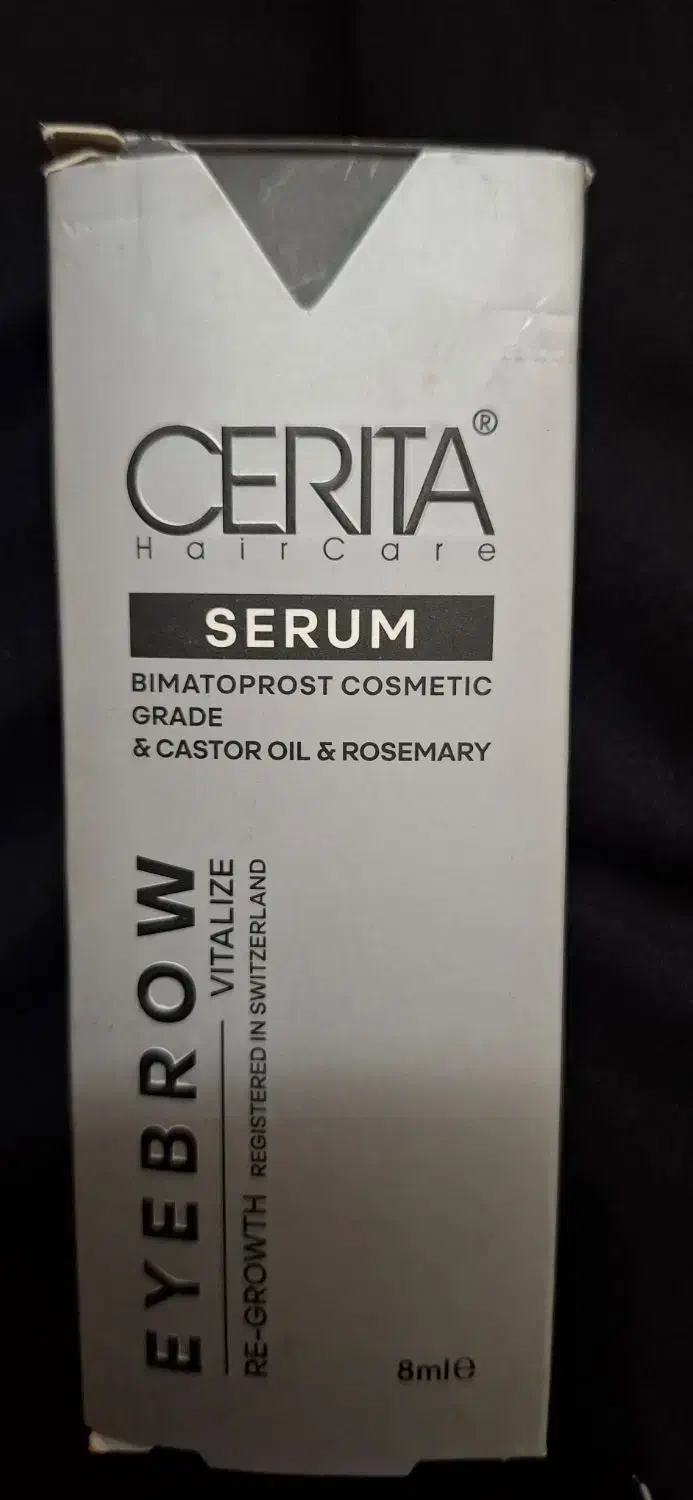 CERITA®
HairCare
SERUM
BIMATOPROST COSMETIC
GRADE
& CASTOR OIL & ROSEMARY
EYEBROW
VITALIZE
RE-GROWTH REGISTERED IN SWITZERLAND
8ml℮